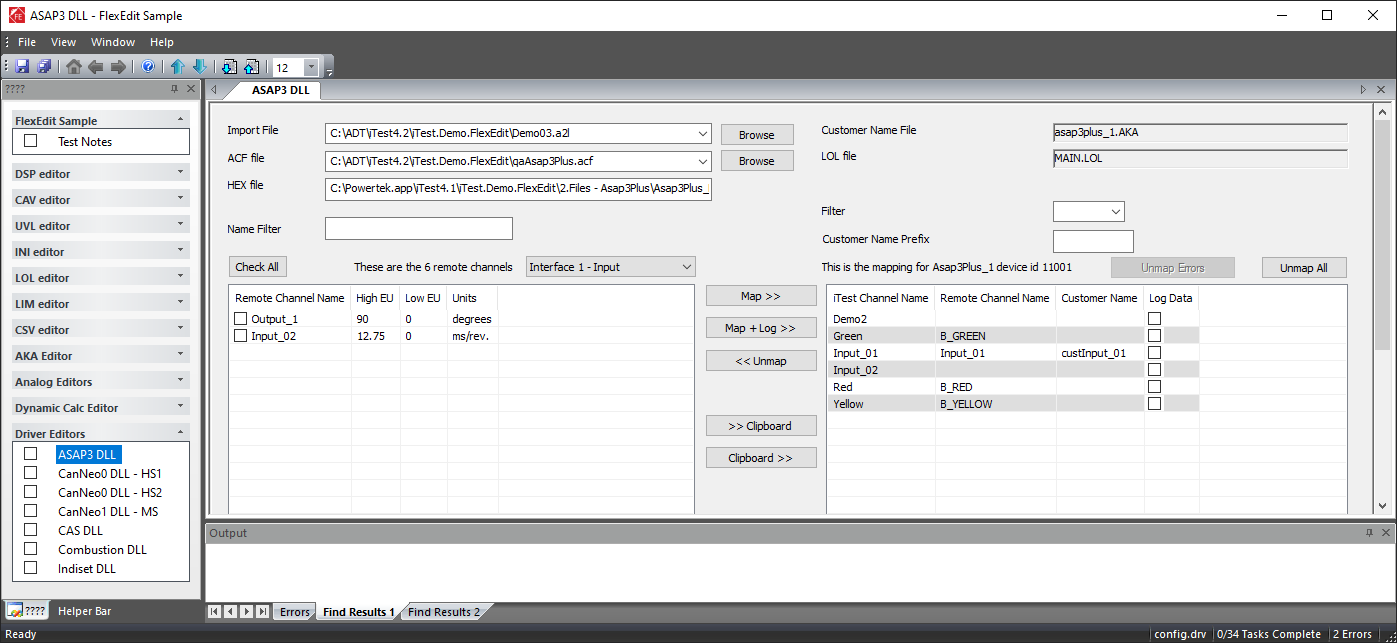 ASAP3 DLL - FlexEdit Sample
File View Window Help
12
????
FlexEdit Sample
Test Notes
DSP editor
CAV editor
UVL editor
INI editor
LOL editor
LIM editor
CSV editor
AKA Editor
Analog Editors
Dynamic Calc Editor
Driver Editors
ASAP3 DLL
CanNeo0 DLL - HS1
CanNeo0 DLL - HS2
CanNeo1 DLL - MS
CAS DLL
Combustion DLL
Indiset DLL
???? Helper Bar
ASAP3 DLL
Import File C:\ADT\iTest4.2\iTest.Demo.FlexEdit\Demo03.a2l Browse
ACF file C:\ADT\iTest4.2\iTest.Demo.FlexEdit\qaAsap3Plus.acf Browse
HEX file C:\Powertek.app\iTest4.1\iTest.Demo.FlexEdit\2.Files - Asap3Plus\Asap3Plus_
Name Filter
Customer Name File asap3plus_1.AKA
LOL file MAIN.LOL
Filter
Customer Name Prefix
Check All These are the 6 remote channels Interface 1 - Input
This is the mapping for Asap3Plus_1 device id 11001 Unmap Errors Unmap All
Remote Channel Name High EU Low EU Units
Output_1 90 0 degrees
Input_02 12.75 0 ms/rev.
Map >>
Map + Log >>
<< Unmap
>> Clipboard
Clipboard >>
iTest Channel Name Remote Channel Name Customer Name Log Data
Demo2
Green B_GREEN
Input_01 Input_01 custInput_01
Input_02
Red B_RED
Yellow B_YELLOW
Output
Errors Find Results 1 Find Results 2
Ready config.drv 0/34 Tasks Complete 2 Errors